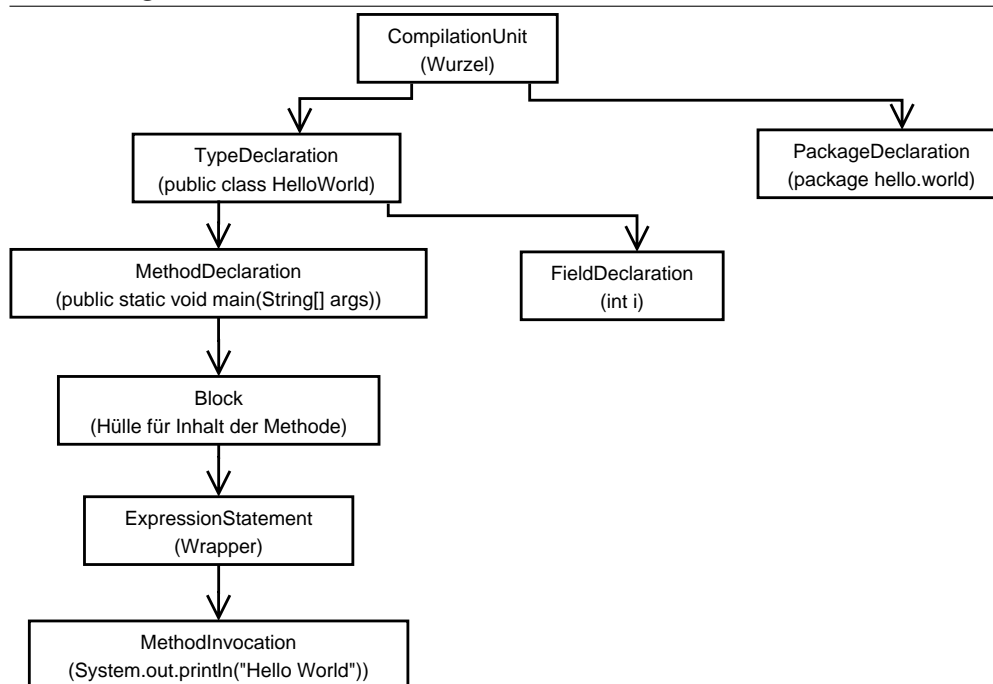 CompilationUnit
(Wurzel)
TypeDeclaration
(public class HelloWorld)
PackageDeclaration
(package hello.world)
MethodDeclaration
(public static void main(String[] args))
FieldDeclaration
(int i)
Block
(Hülle für Inhalt der Methode)
ExpressionStatement
(Wrapper)
MethodInvocation
(System.out.println("Hello World"))